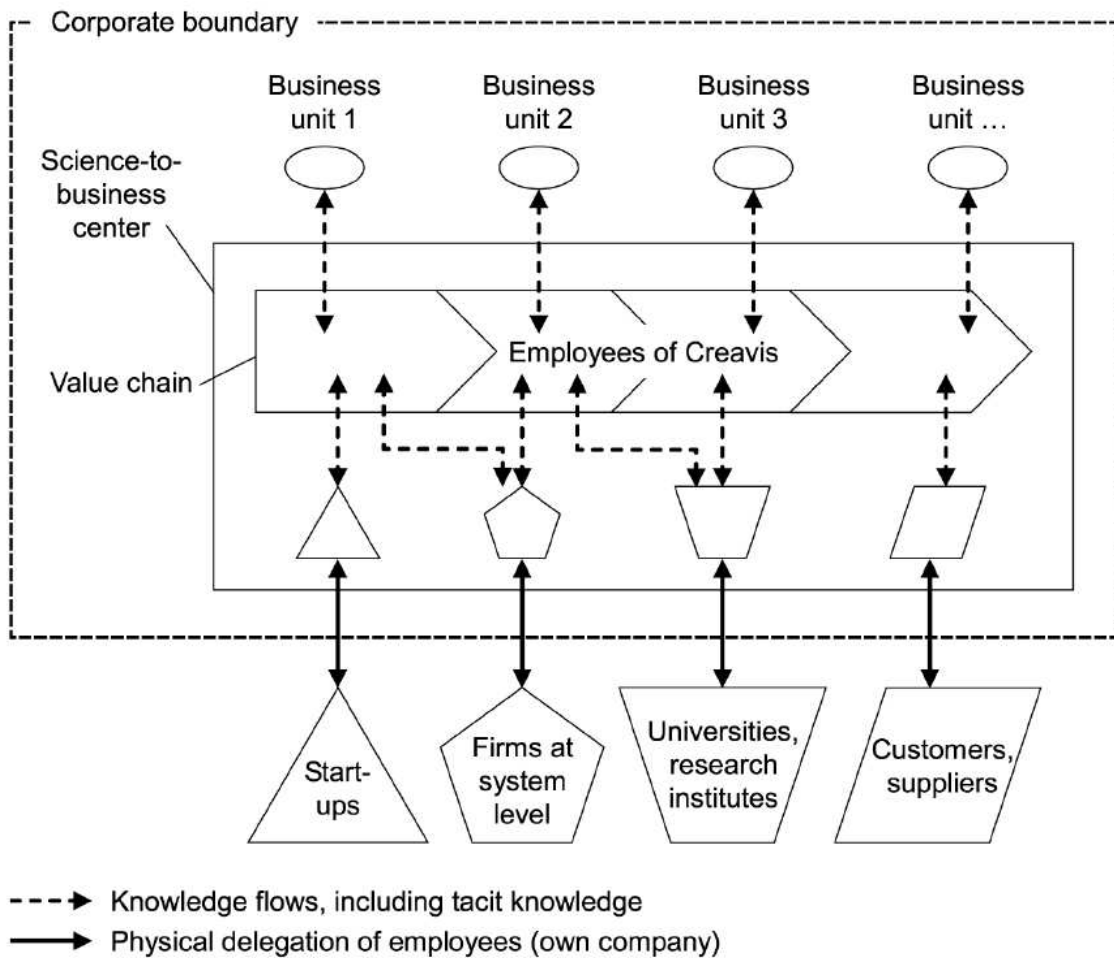 Corporate boundary
Business
unit 1
Business
unit 2
Business
unit 3
Business
unit ...
Science-to-
business
center
Employees of Creavis
Value chain
Start-
ups
Firms at
system
level
Universities,
research
institutes
Customers,
suppliers
Knowledge flows, including tacit knowledge
Physical delegation of employees (own company)